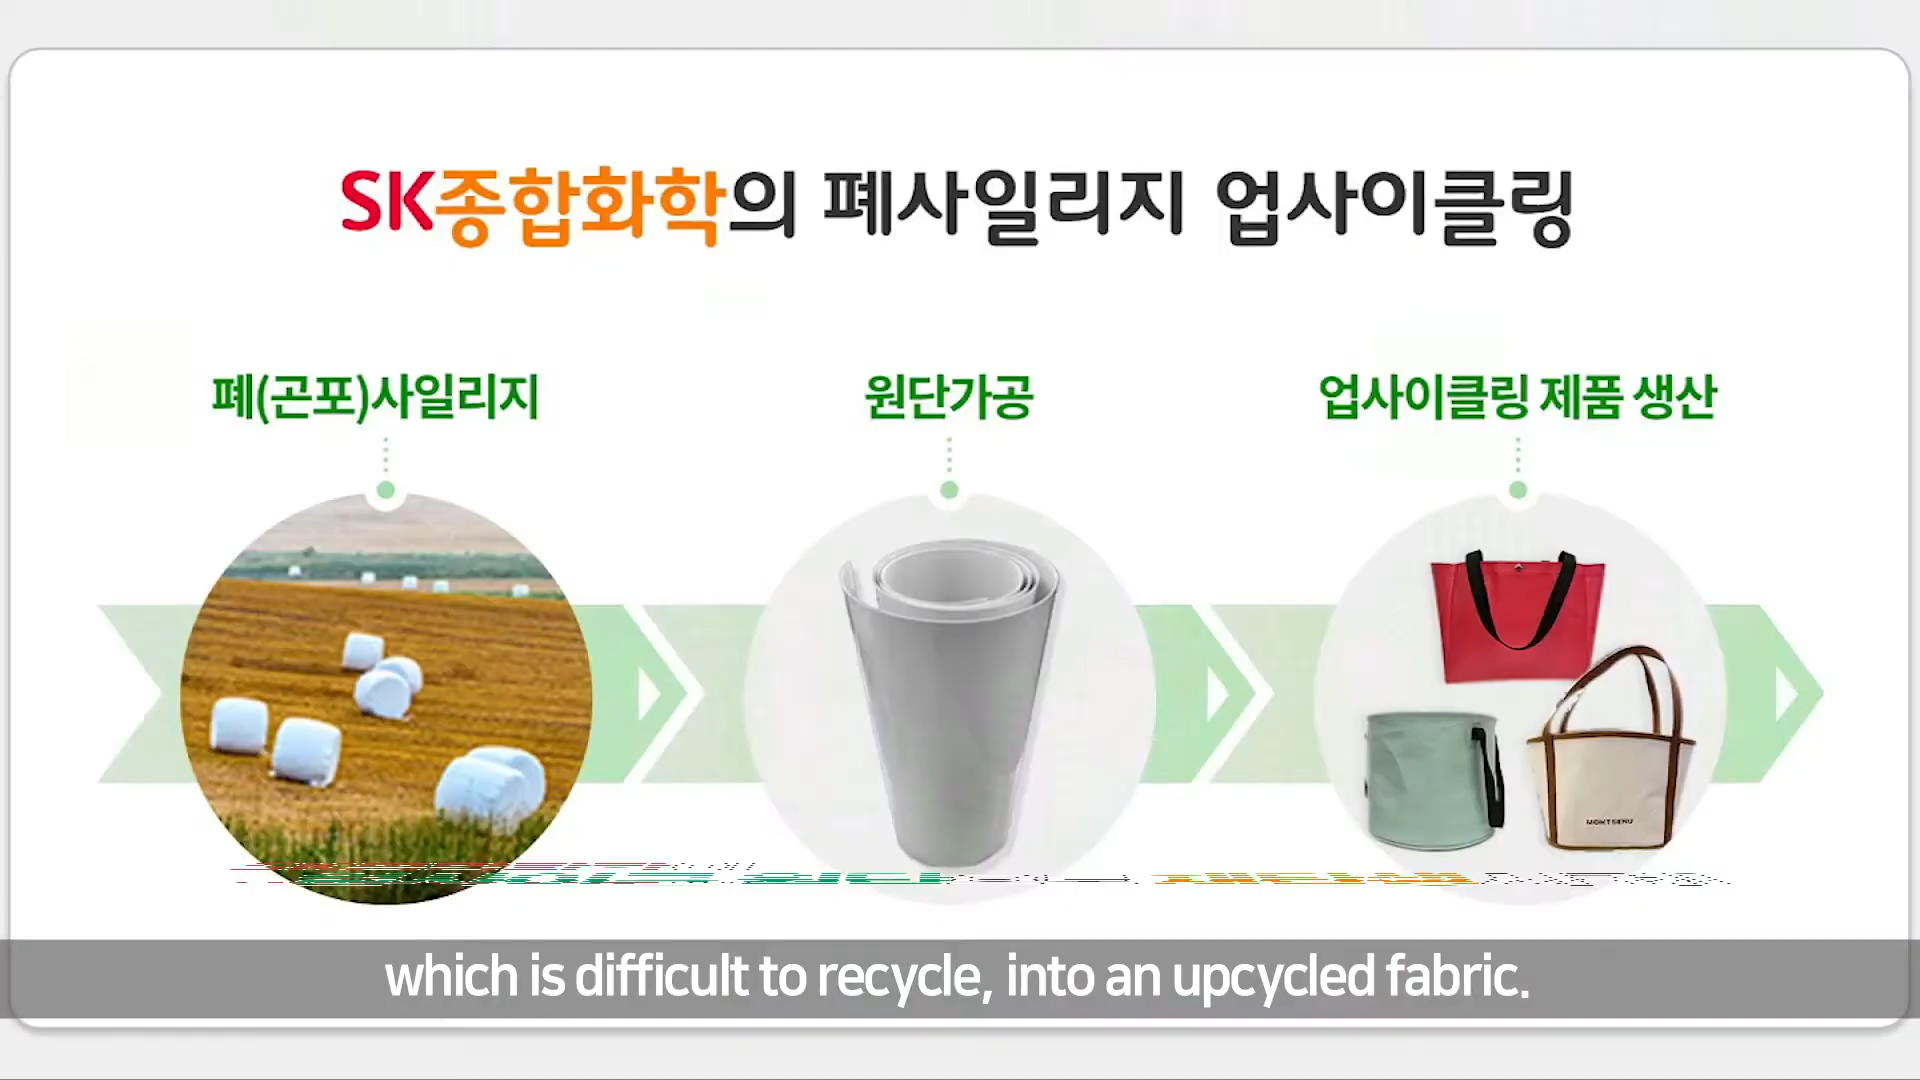 SK종합화학의 폐사일리지 업사이클링
폐(곤포)사일리지
원단가공
업사이클링 제품 생산
which is difficult to recycle, into an upcycled fabric.